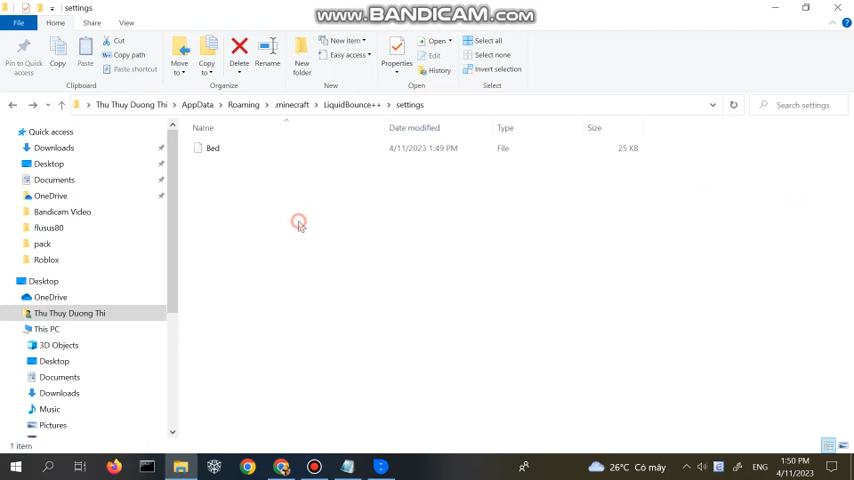 settings
www.BANDICAM.com
File
Home
Share
View
Pin to Quick access
Copy
Paste
Cut
Copy path
Paste shortcut
Clipboard
Move to
Copy to
Delete
Rename
Organize
New folder
New item
Easy access
New
Properties
Open
Edit
History
Open
Select all
Select none
Invert selection
Select
Thu Thuy Duong Thi > AppData > Roaming > .minecraft > LiquidBounce++ > settings
Search settings
Name
Date modified
Type
Size
Bed
4/11/2023 1:49 PM
File
25 KB
Quick access
Downloads
Desktop
Documents
OneDrive
Bandicam Video
flusus80
pack
Roblox
Desktop
OneDrive
Thu Thuy Duong Thi
This PC
3D Objects
Desktop
Documents
Downloads
Music
Pictures
1 item
26°C Có mây
ENG
1:50 PM
4/11/2023